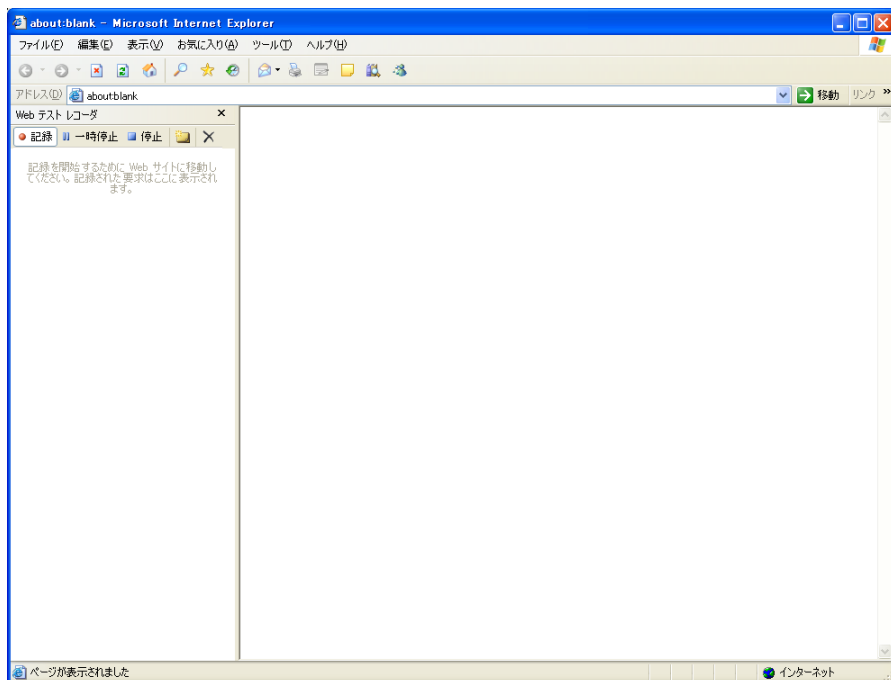 about:blank - Microsoft Internet Explorer
ファイル(F) 編集(E) 表示(V) お気に入り(A) ツール(T) ヘルプ(H)
アドレス(D) about:blank 移動 リンク »
Web テスト レコーダ ×
記録 一時停止 停止
記録を開始するために Web サイトに移動し
てください。記録された要求はここに表示され
ます。
ページが表示されました インターネット